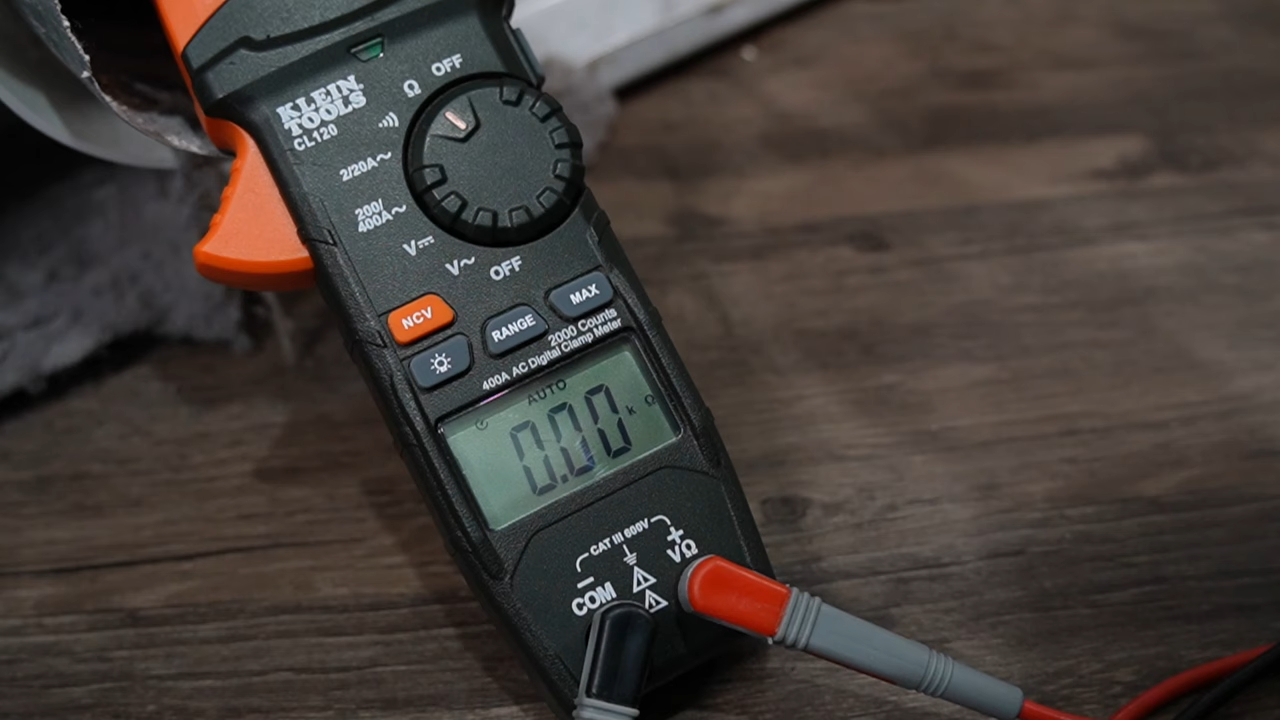 OFF
Ω
KLEIN
TOOLS
CL120
2/20A~
200/
400A~
V⎓
V~
OFF
NCV
RANGE
MAX
2000 Counts
400A AC Digital Clamp Meter
AUTO
0.00 k Ω
CAT III 600V
+
VΩ
−
COM